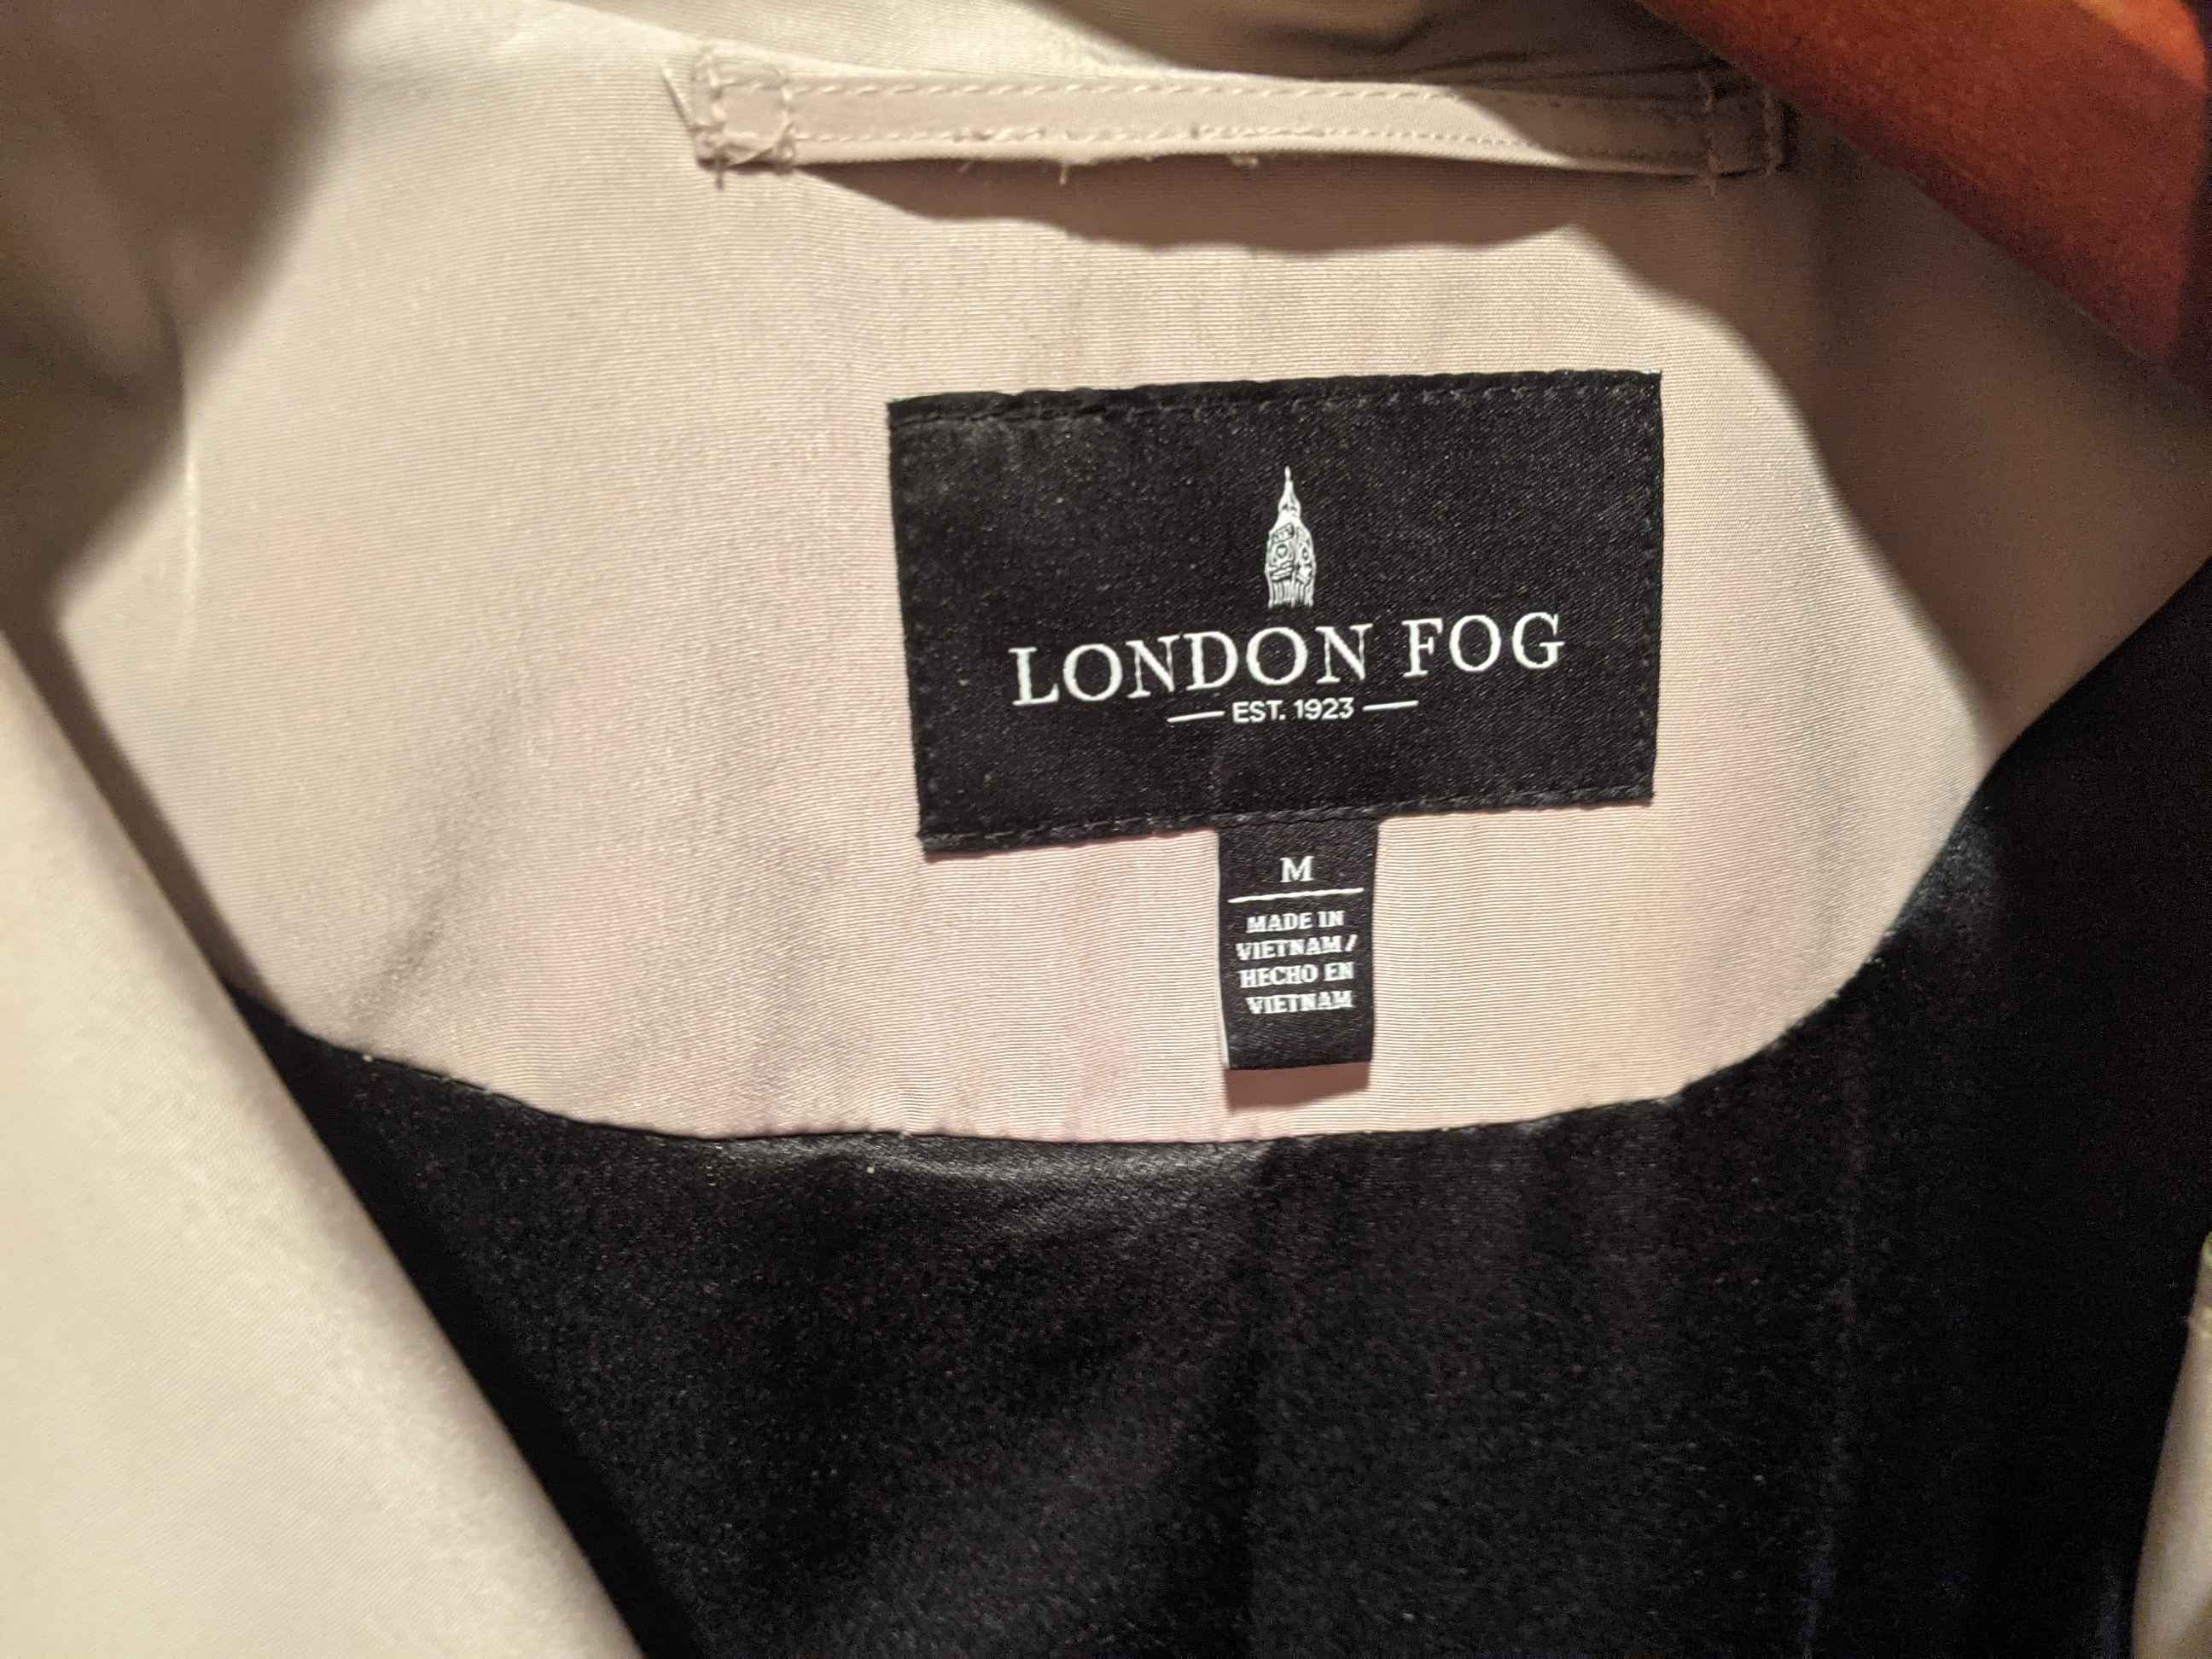 LONDON FOG
EST. 1923
M
MADE IN
VIETNAM/
HECHO EN
VIETNAM